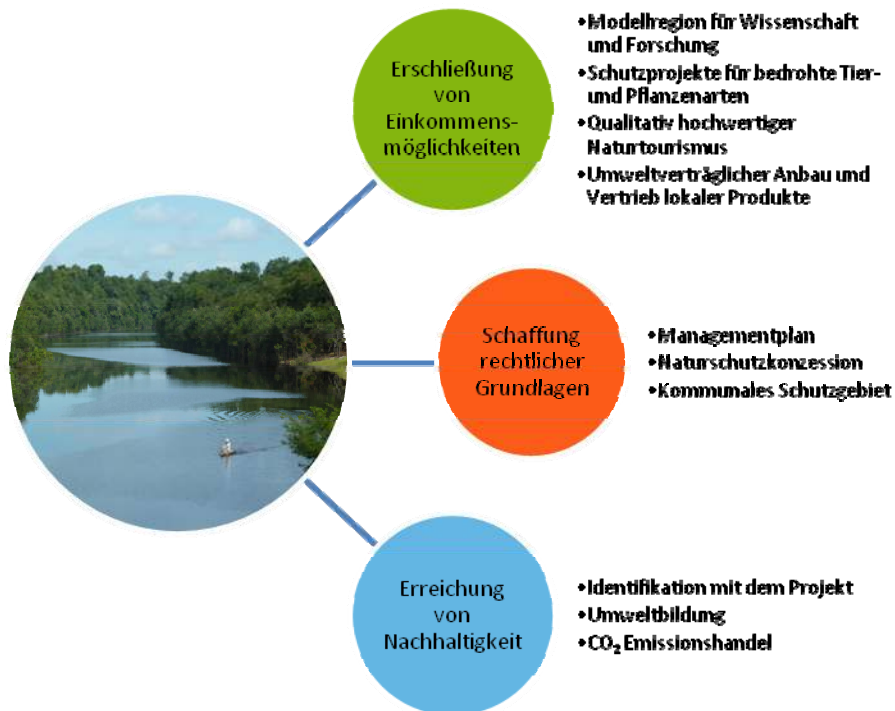 Erschließung
von
Einkommens-
möglichkeiten
•Modellregion für Wissenschaft
und Forschung
•Schutzprojekte für bedrohte Tier-
und Pflanzenarten
•Qualitativ hochwertiger
Naturtourismus
•Umweltverträglicher Anbau und
Vertrieb lokaler Produkte
Schaffung
rechtlicher
Grundlagen
•Managementplan
•Naturschutzkonzession
•Kommunales Schutzgebiet
Erreichung
von
Nachhaltigkeit
•Identifikation mit dem Projekt
•Umweltbildung
•CO₂ Emissionshandel